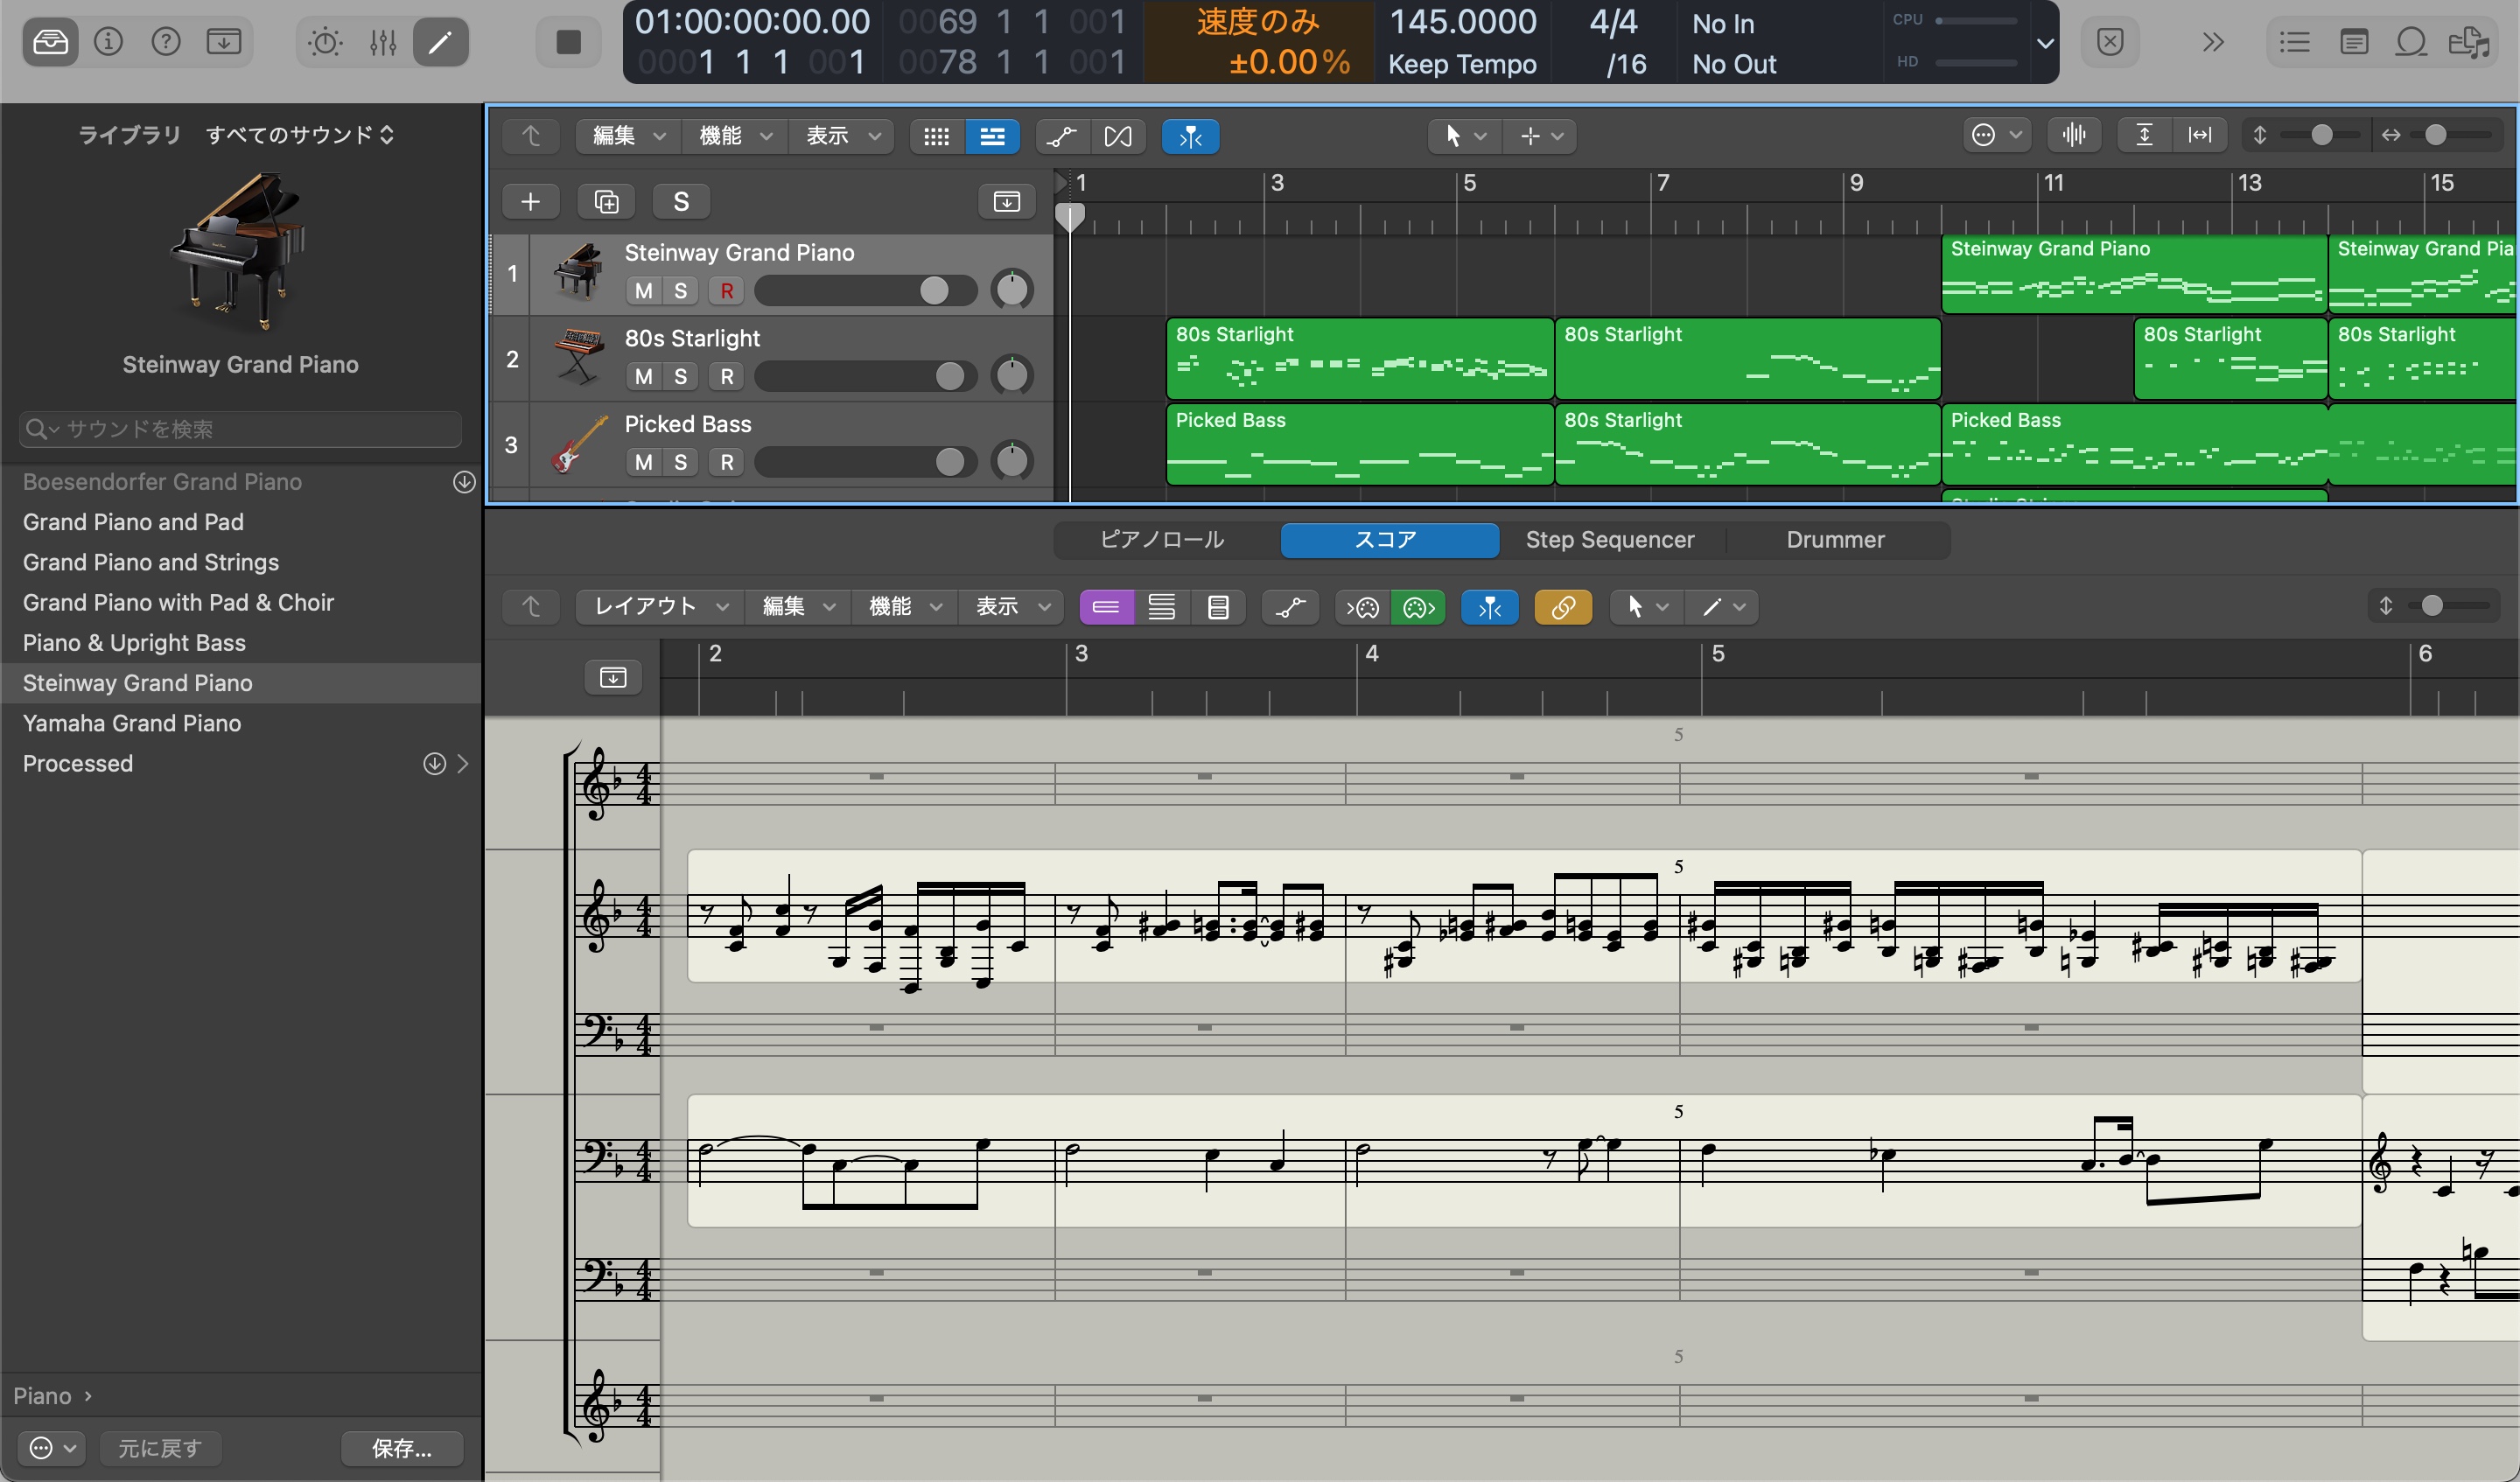 01:00:00:00.00
0001 1 1 001
0069 1 1 001
0078 1 1 001
速度のみ
±0.00%
145.0000
Keep Tempo
4/4
/16
No In
No Out
CPU
HD
ライブラリ すべてのサウンド
Steinway Grand Piano
サウンドを検索
Boesendorfer Grand Piano
Grand Piano and Pad
Grand Piano and Strings
Grand Piano with Pad & Choir
Piano & Upright Bass
Steinway Grand Piano
Yamaha Grand Piano
Processed
Piano
元に戻す 保存...
編集 機能 表示
S
1 3 5 7 9 11 13 15
1 Steinway Grand Piano
M S R
2 80s Starlight
M S R
3 Picked Bass
M S R
Steinway Grand Piano Steinway Grand Pia
80s Starlight 80s Starlight 80s Starlight 80s Starlight
Picked Bass 80s Starlight Picked Bass
ピアノロール スコア Step Sequencer Drummer
レイアウト 編集 機能 表示
2 3 4 5 6
5
5
5
5